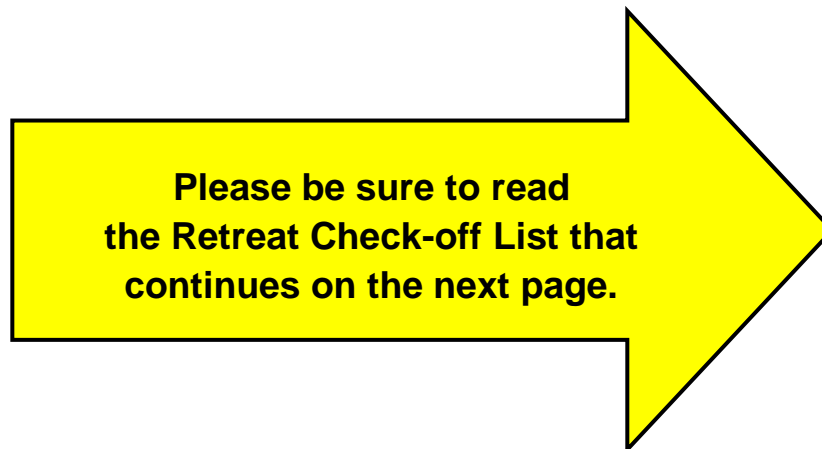 Please be sure to read
the Retreat Check-off List that
continues on the next page.